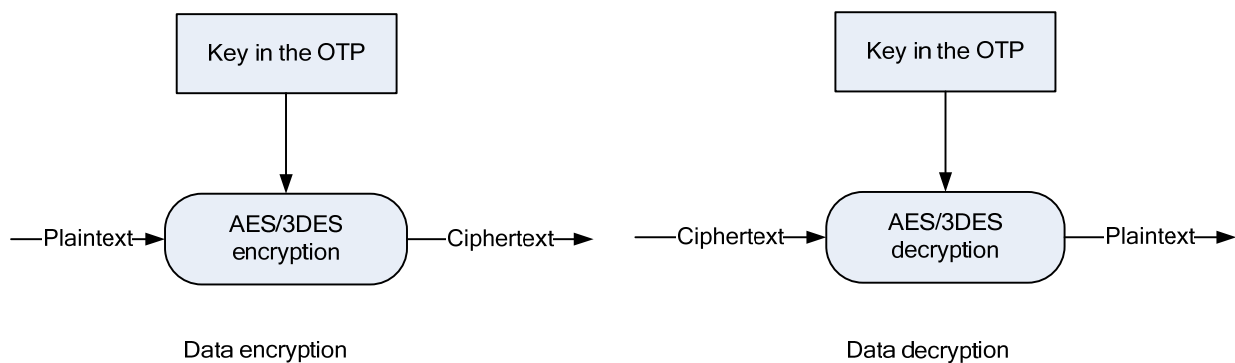 Key in the OTP
Plaintext
AES/3DES
encryption
Ciphertext
Data encryption
Key in the OTP
Ciphertext
AES/3DES
decryption
Plaintext
Data decryption